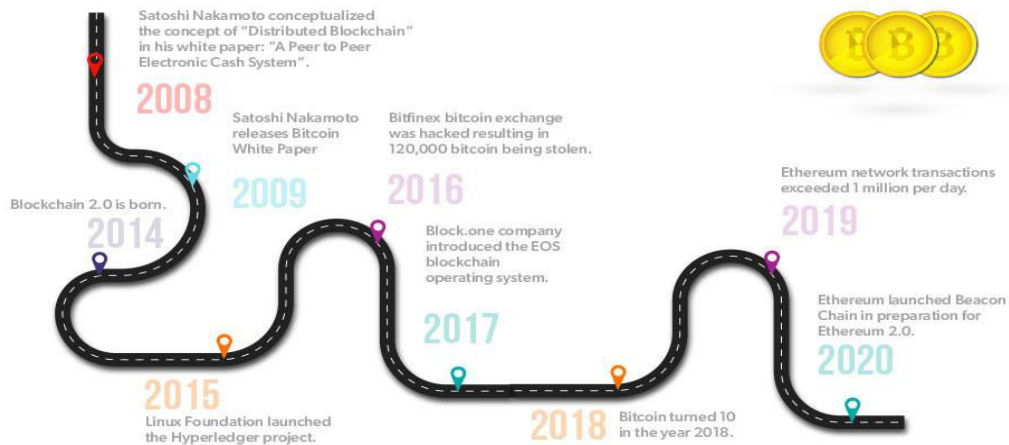 Satoshi Nakamoto conceptualized
the concept of “Distributed Blockchain”
in his white paper: “A Peer to Peer
Electronic Cash System”.
2008
Satoshi Nakamoto
releases Bitcoin
White Paper
2009
Blockchain 2.0 is born.
2014
2015
Linux Foundation launched
the Hyperledger project.
Bitfinex bitcoin exchange
was hacked resulting in
120,000 bitcoin being stolen.
2016
Block.one company
introduced the EOS
blockchain
operating system.
2017
2018
Bitcoin turned 10
in the year 2018.
Ethereum network transactions
exceeded 1 million per day.
2019
Ethereum launched Beacon
Chain in preparation for
Ethereum 2.0.
2020